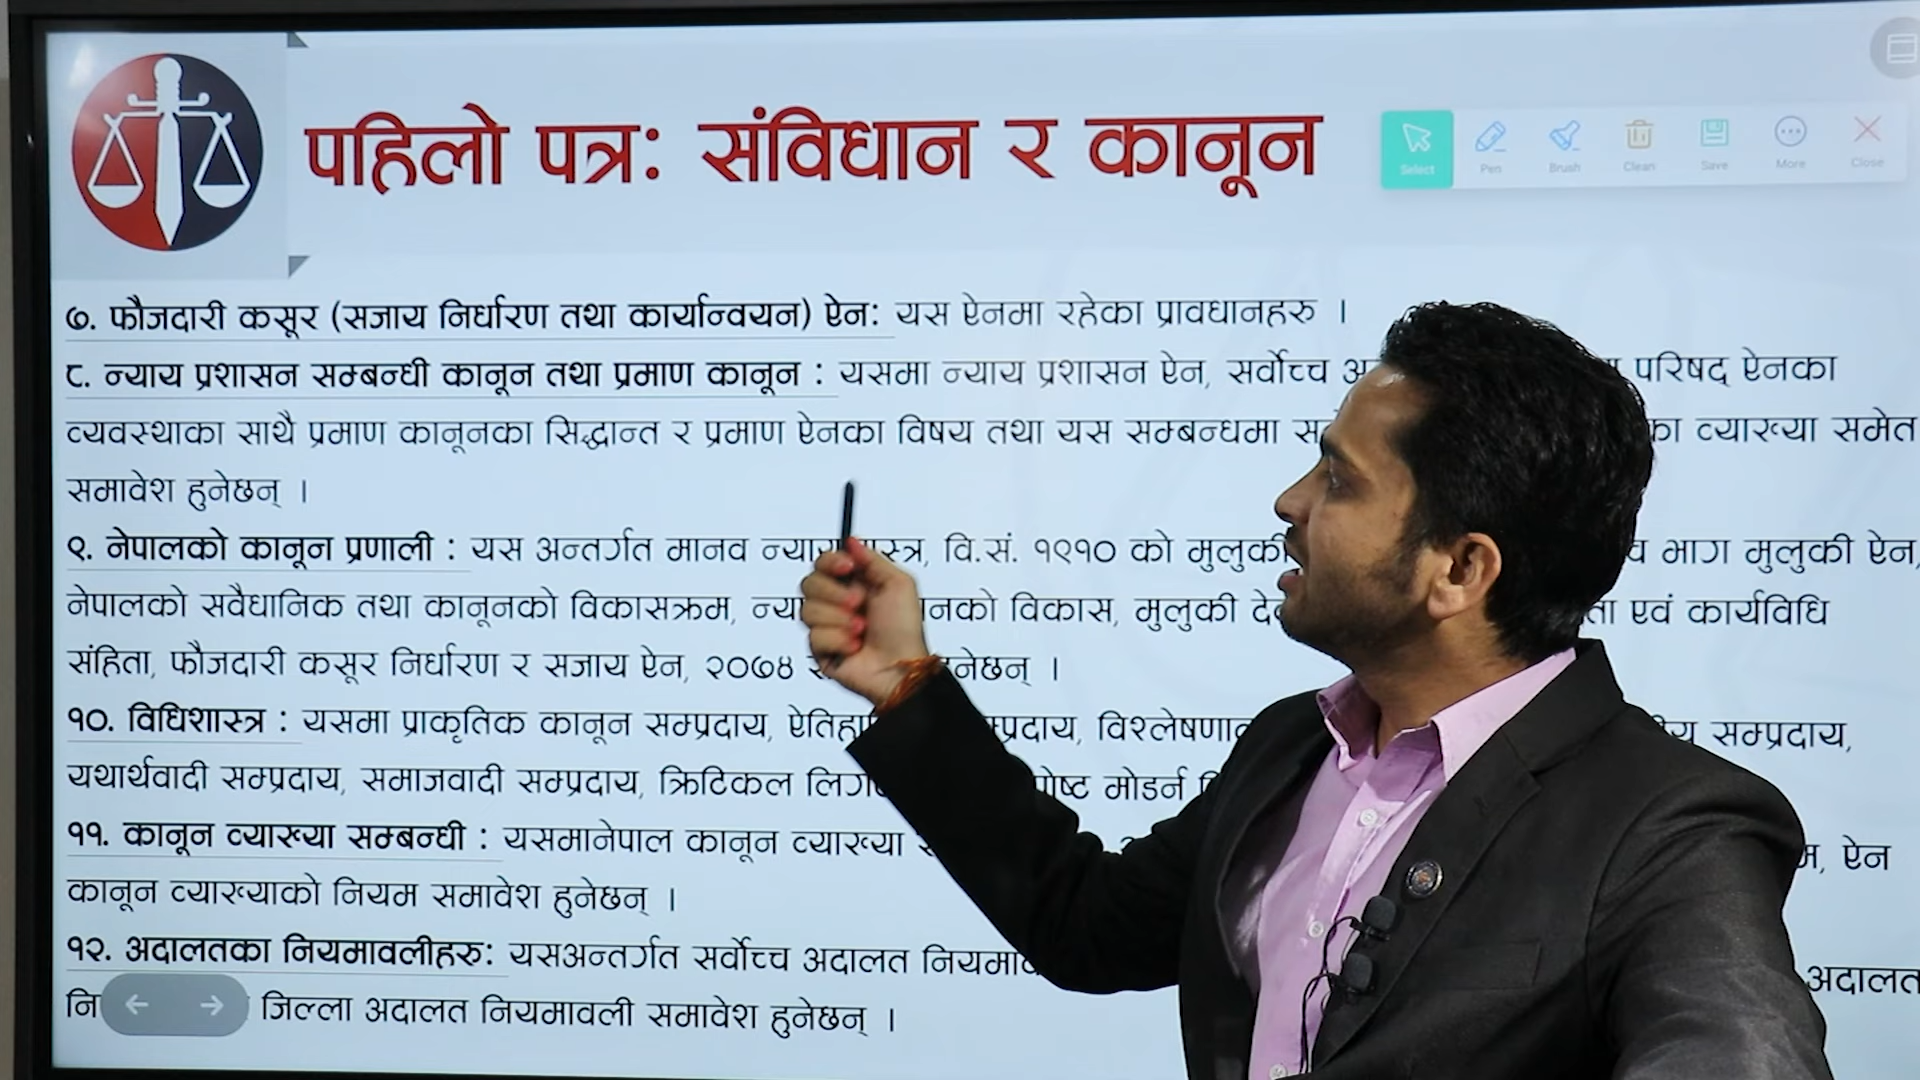 पहिलो पत्र: संविधान र कानून
Select Pen Brush Clean Save More Close
७. फौजदारी कसूर (सजाय निर्धारण तथा कार्यान्वयन) ऐन: यस ऐनमा रहेका प्रावधानहरु ।
८. न्याय प्रशासन सम्बन्धी कानून तथा प्रमाण कानून : यसमा न्याय प्रशासन ऐन, सर्वोच्च परिषद ऐनका
व्यवस्थाका साथै प्रमाण कानूनका सिद्धान्त र प्रमाण ऐनका विषय तथा यस सम्बन्धमा व्याख्या समेत
समावेश हुनेछन् ।
९. नेपालको कानून प्रणाली : यस अन्तर्गत मानव वि.सं. १९१० को मुलुकी भाग मुलुकी ऐन,
नेपालको सवैधानिक तथा कानूनको विकासक्रम, विकास, मुलुकी एवं कार्यविधि
संहिता, फौजदारी कसूर निर्धारण र सजाय ऐन, २०७४ ।
१०. विधिशास्त्र : यसमा प्राकृतिक कानून सम्प्रदाय, सम्प्रदाय,
यथार्थवादी सम्प्रदाय, समाजवादी सम्प्रदाय, क्रिटिकल मोडर्न
११. कानून व्याख्या सम्बन्धी : यसमानेपाल कानून व्याख्या ऐन
कानून व्याख्याको नियम समावेश हुनेछन् ।
१२. अदालतका नियमावलीहरु: यसअन्तर्गत सर्वोच्च अदालत अदालत
जिल्ला अदालत नियमावली समावेश हुनेछन् ।